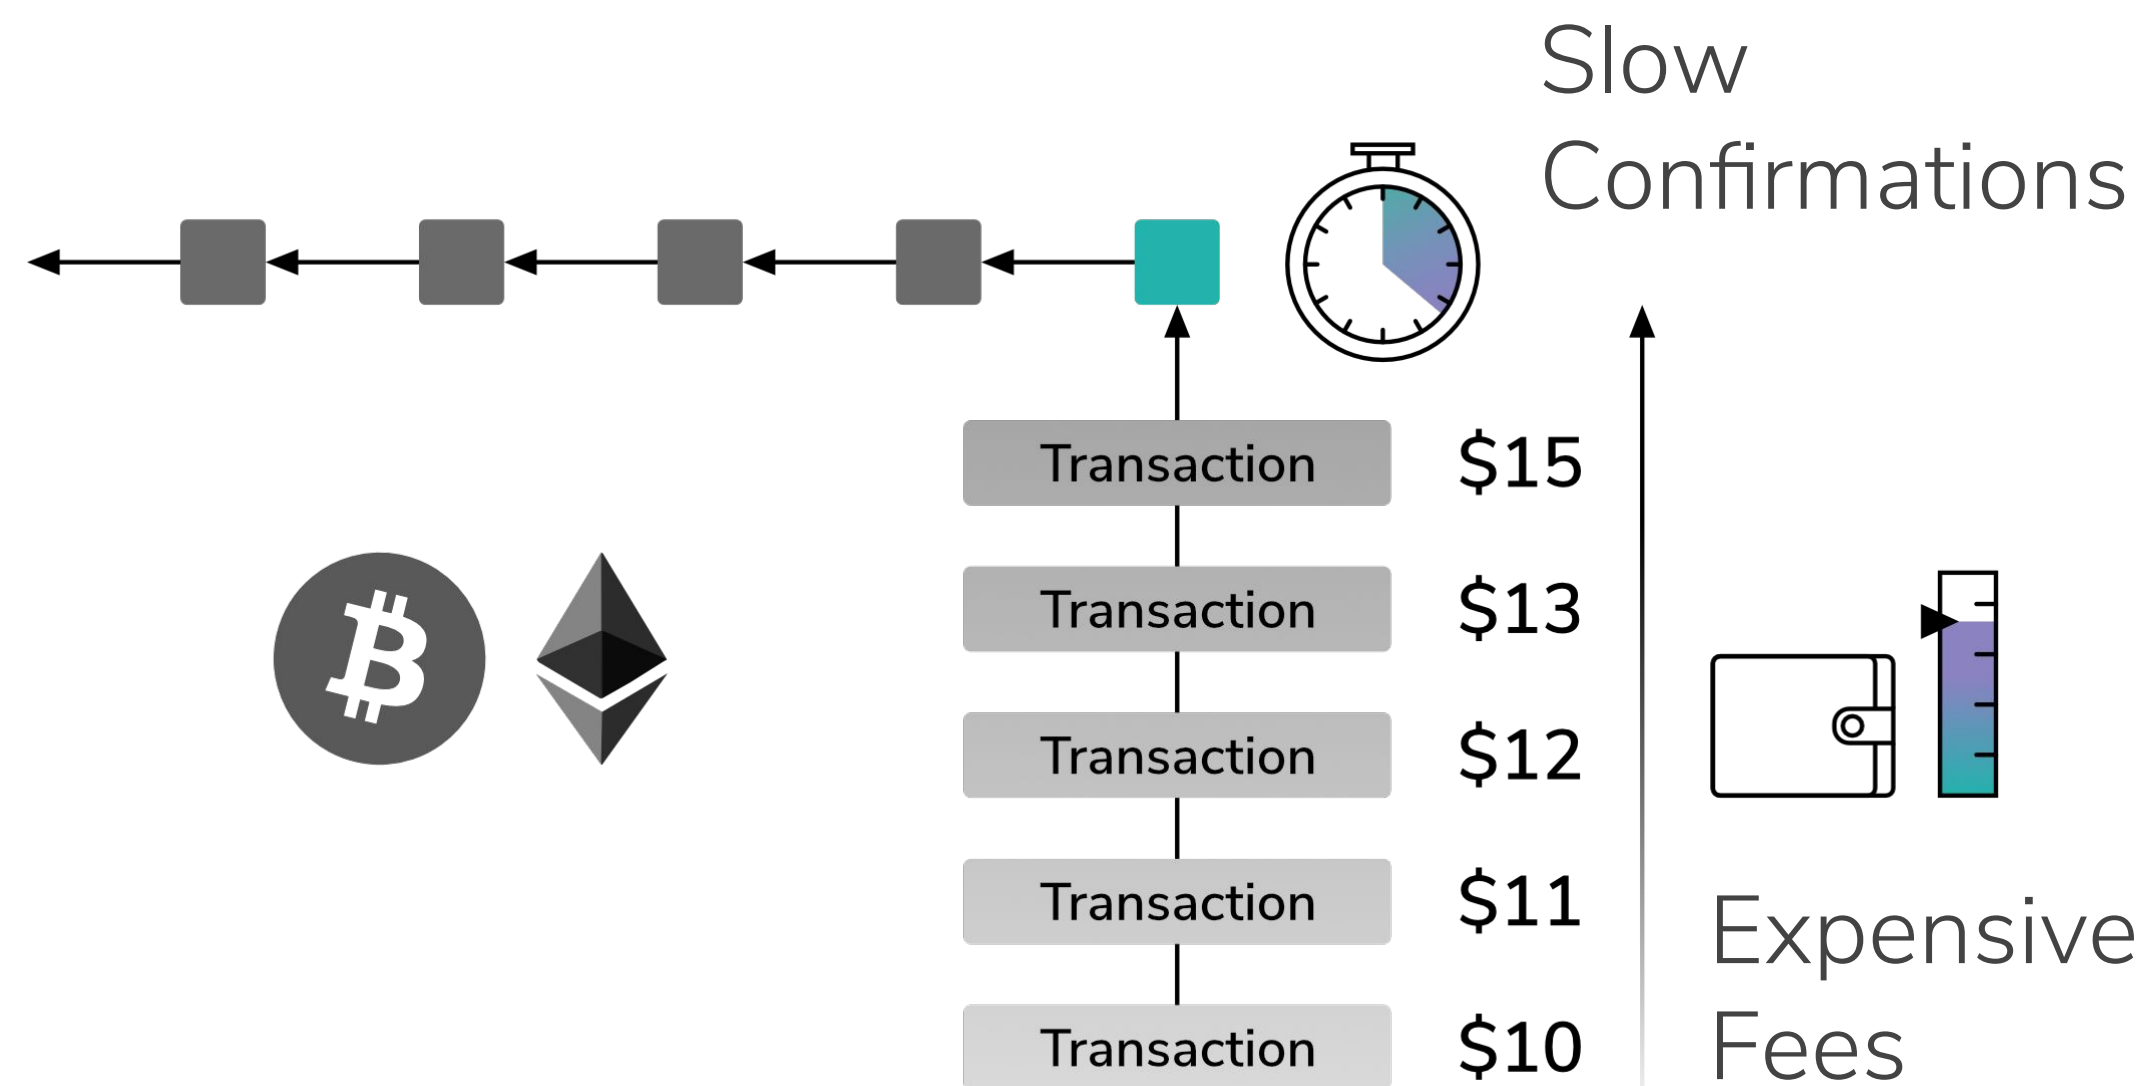 Slow
Confirmations
Transaction $15
Transaction $13
Transaction $12
Transaction $11
Transaction $10
Expensive
Fees